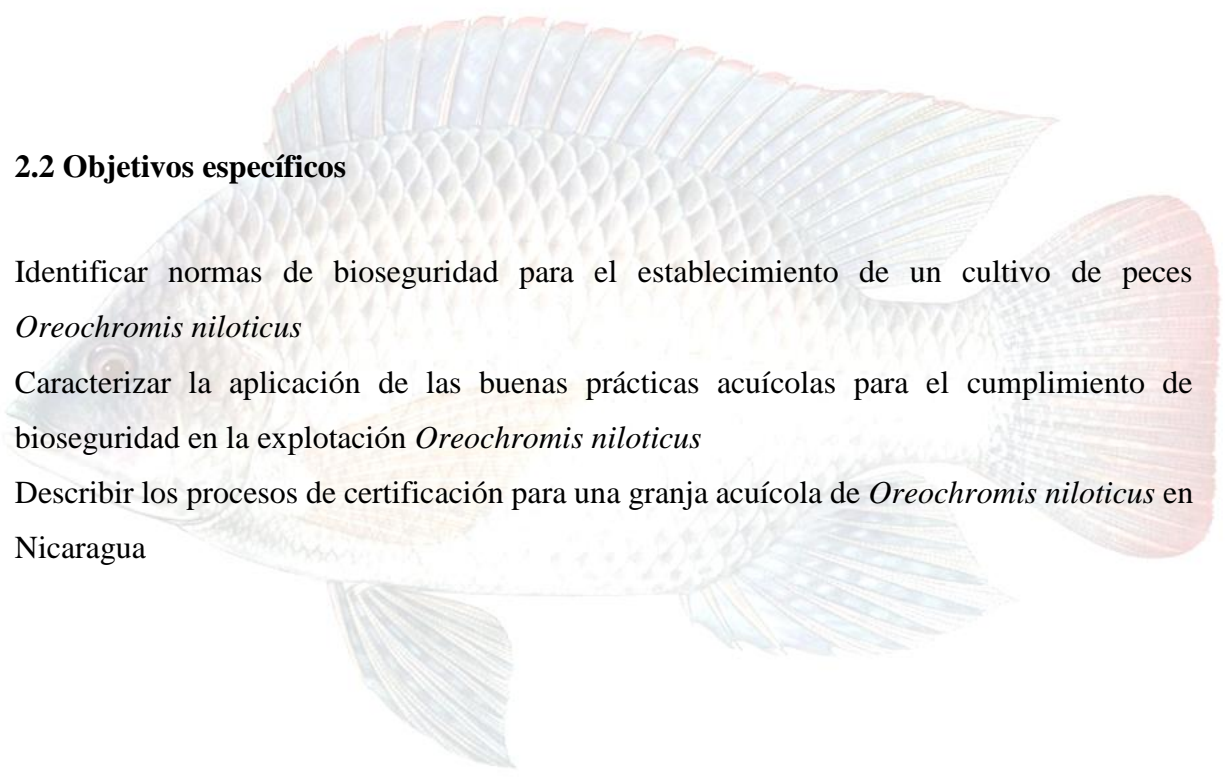 2.2 Objetivos específicos
Identificar normas de bioseguridad para el establecimiento de un cultivo de peces
Oreochromis niloticus
Caracterizar la aplicación de las buenas prácticas acuícolas para el cumplimiento de
bioseguridad en la explotación Oreochromis niloticus
Describir los procesos de certificación para una granja acuícola de Oreochromis niloticus en
Nicaragua